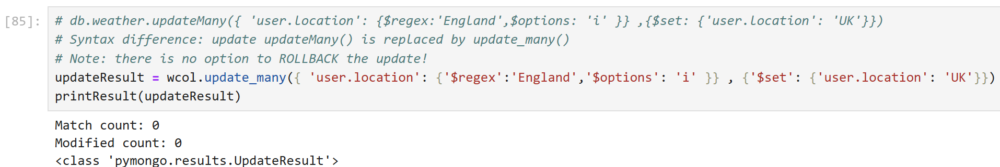 [85]: # db.weather.updateMany({ 'user.location': {$regex:'England',$options: 'i' }} ,{$set: {'user.location': 'UK'}})
# Syntax difference: update updateMany() is replaced by update_many()
# Note: there is no option to ROLLBACK the update!
updateResult = wcol.update_many({ 'user.location': {'$regex':'England','$options': 'i' }} , {'$set': {'user.location': 'UK'}})
printResult(updateResult)
Match count: 0
Modified count: 0
<class 'pymongo.results.UpdateResult'>